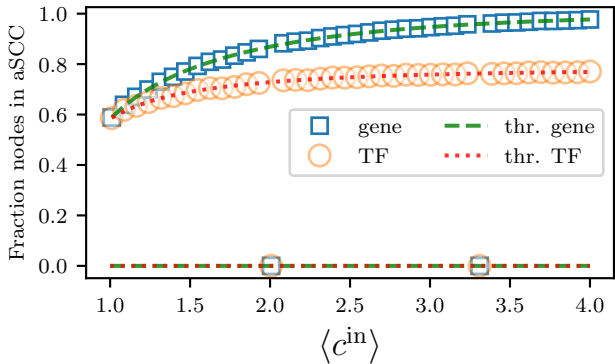 Fraction nodes in aSCC
1.0
0.8
0.6
0.4
0.2
0.0
gene
thr. gene
TF
thr. TF
1.0 1.5 2.0 2.5 3.0 3.5 4.0
⟨c^in⟩